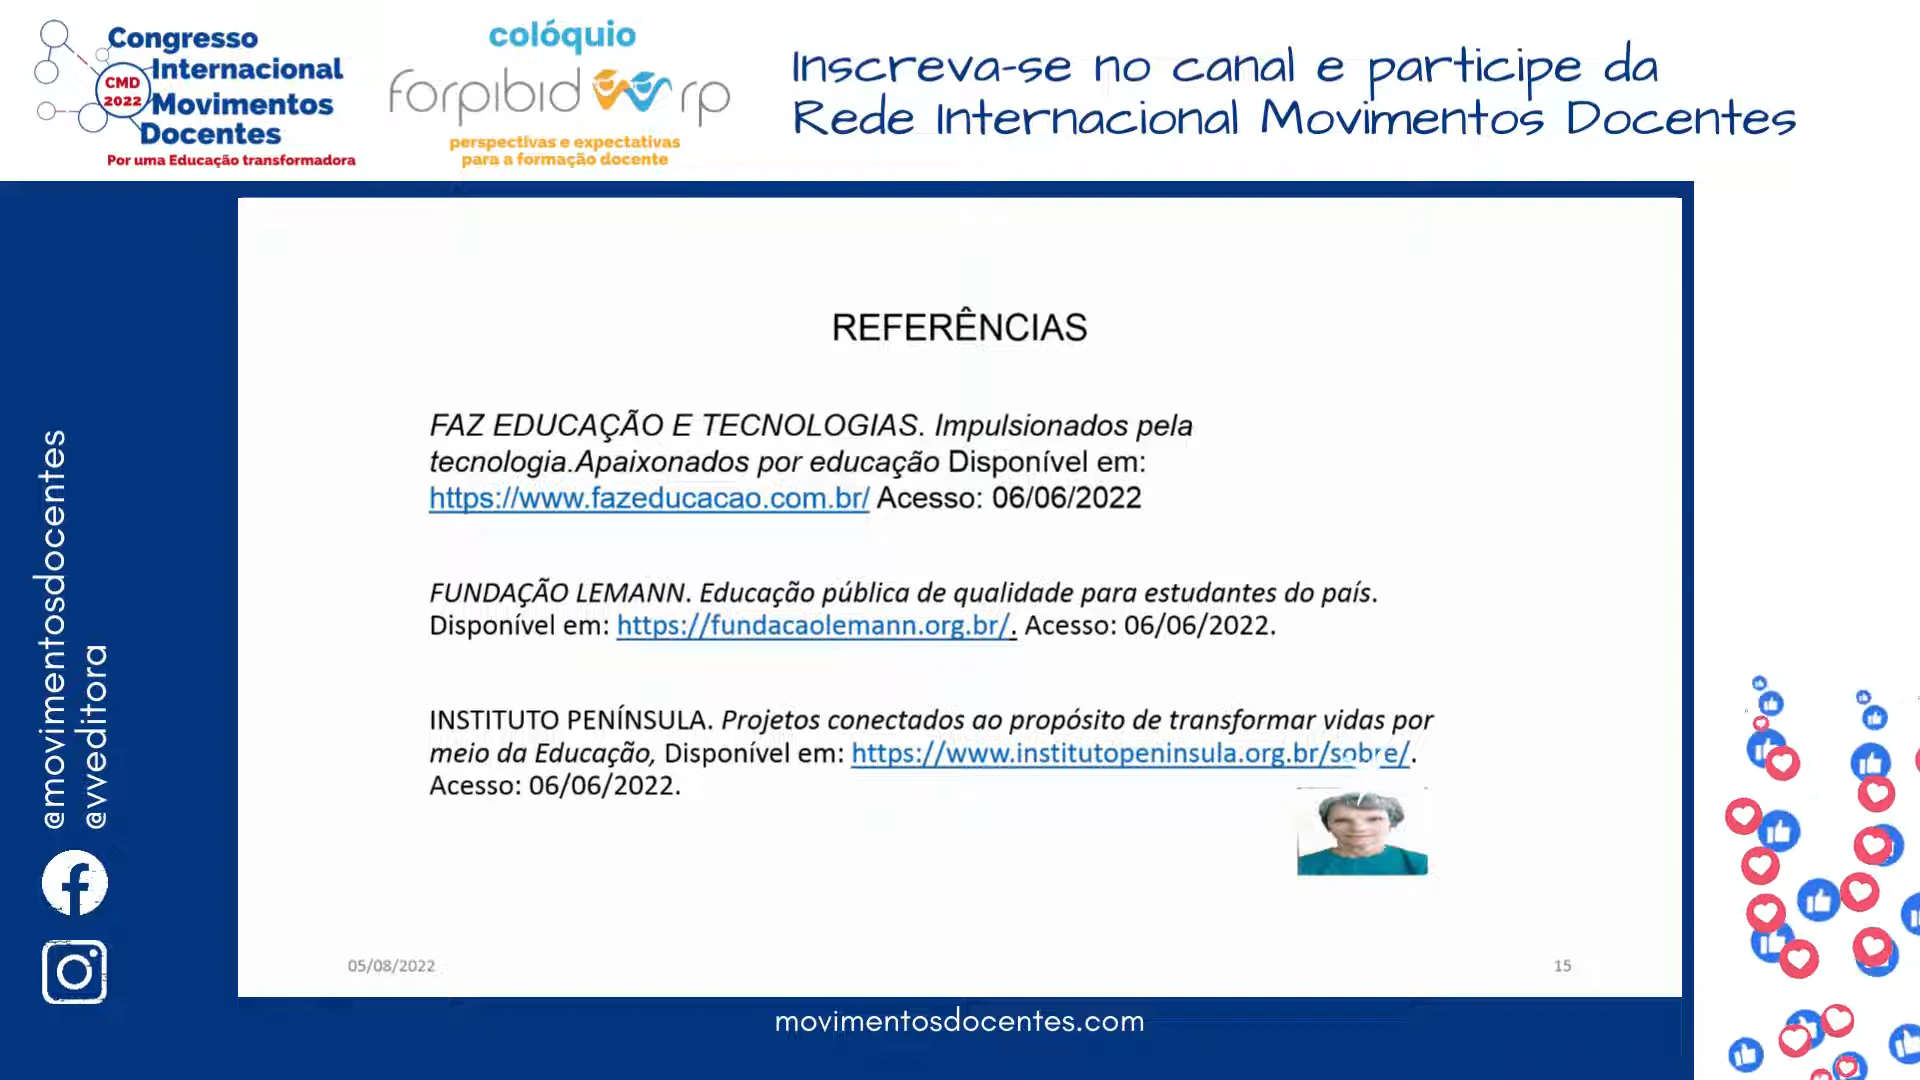 Congresso
Internacional
CMD
2022
Movimentos
Docentes
Por uma Educação transformadora
colóquio
forpibid rp
perspectivas e expectativas
para a formação docente
Inscreva-se no canal e participe da
Rede Internacional Movimentos Docentes
@movimentosdocentes
@vveditora
REFERÊNCIAS
FAZ EDUCAÇÃO E TECNOLOGIAS. Impulsionados pela
tecnologia.Apaixonados por educação Disponível em:
https://www.fazeducacao.com.br/ Acesso: 06/06/2022
FUNDAÇÃO LEMANN. Educação pública de qualidade para estudantes do país.
Disponível em: https://fundacaolemann.org.br/. Acesso: 06/06/2022.
INSTITUTO PENÍNSULA. Projetos conectados ao propósito de transformar vidas por
meio da Educação, Disponível em: https://www.institutopeninsula.org.br/sobre/.
Acesso: 06/06/2022.
05/08/2022
15
movimentosdocentes.com